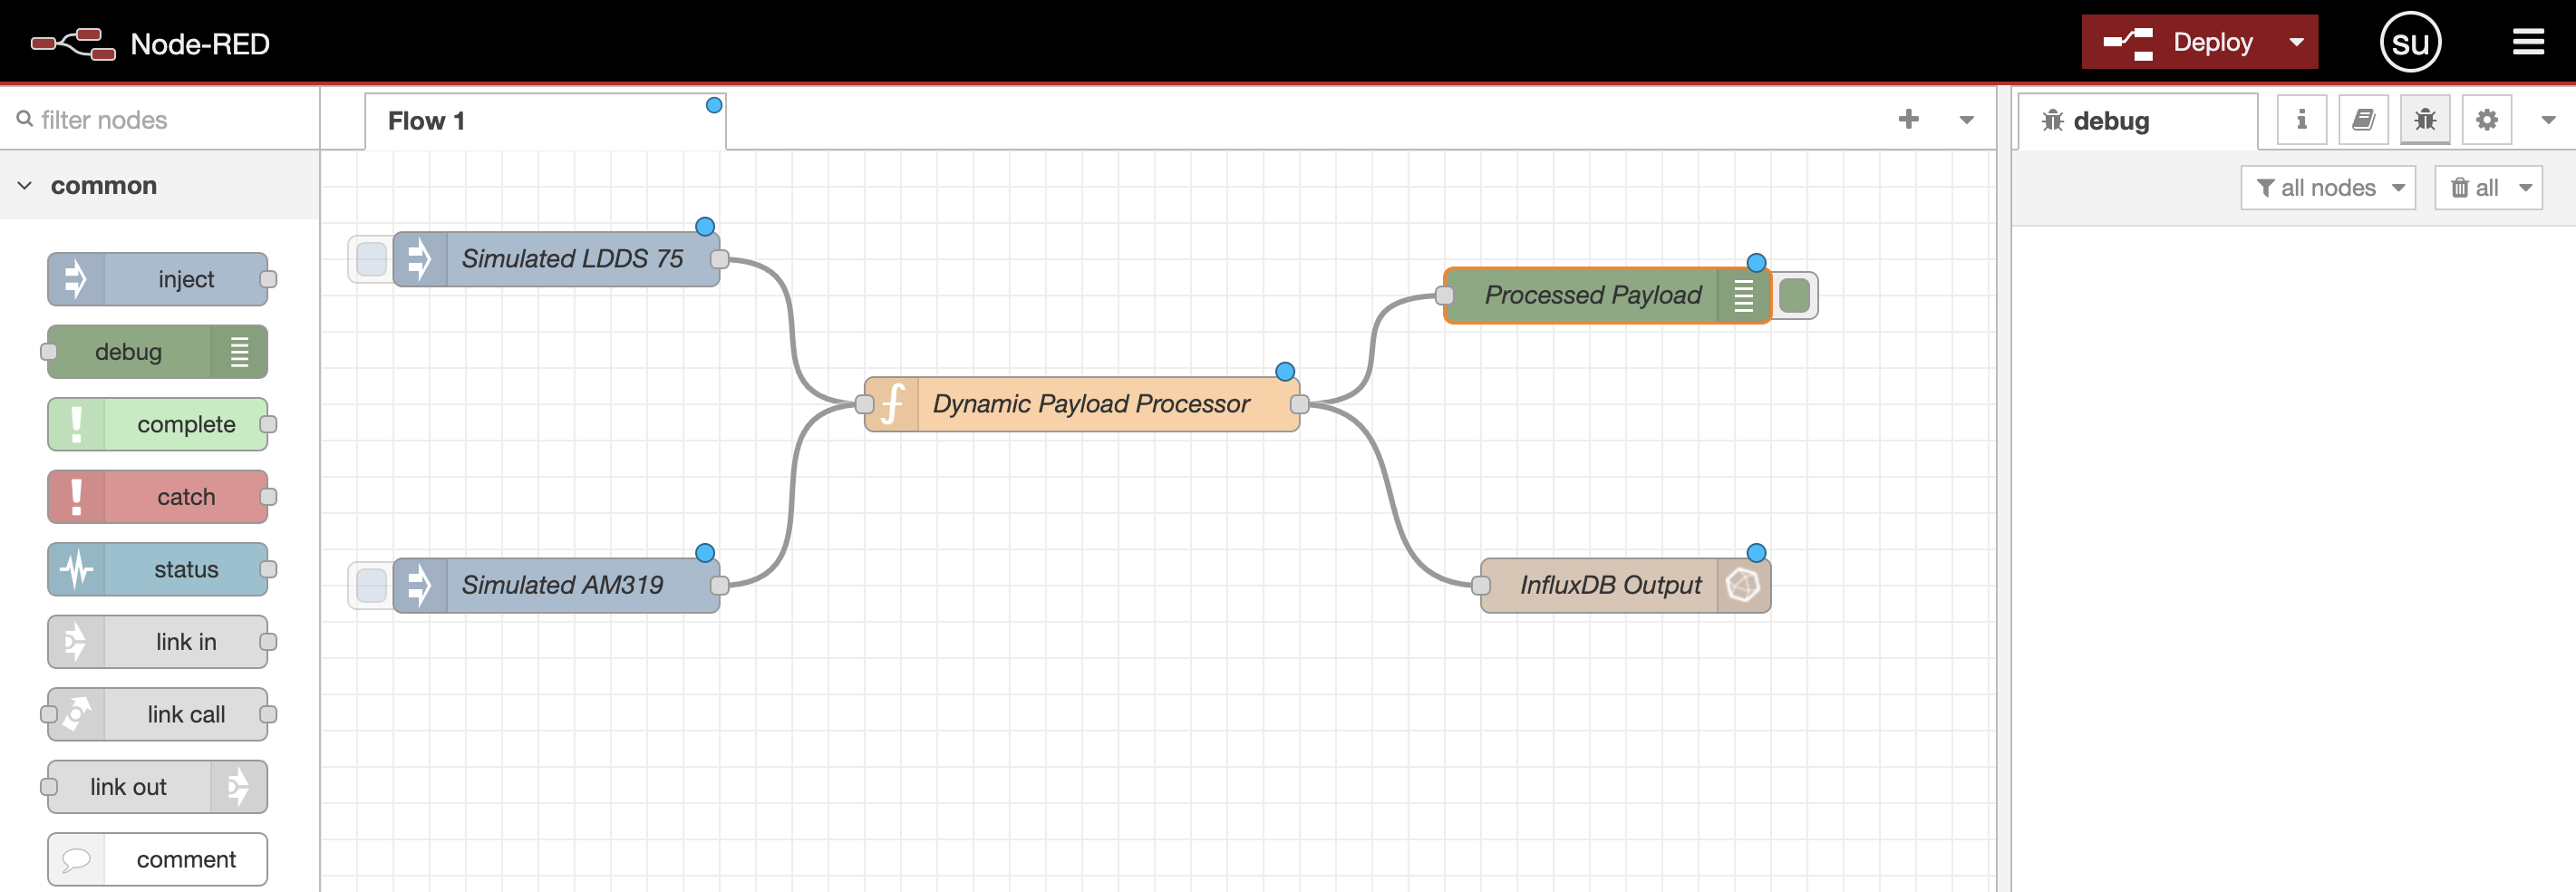 Node-RED
Deploy
su
filter nodes
Flow 1
debug
all nodes
all
common
inject
debug
complete
catch
status
link in
link call
link out
comment
Simulated LDDS 75
Simulated AM319
Dynamic Payload Processor
Processed Payload
InfluxDB Output